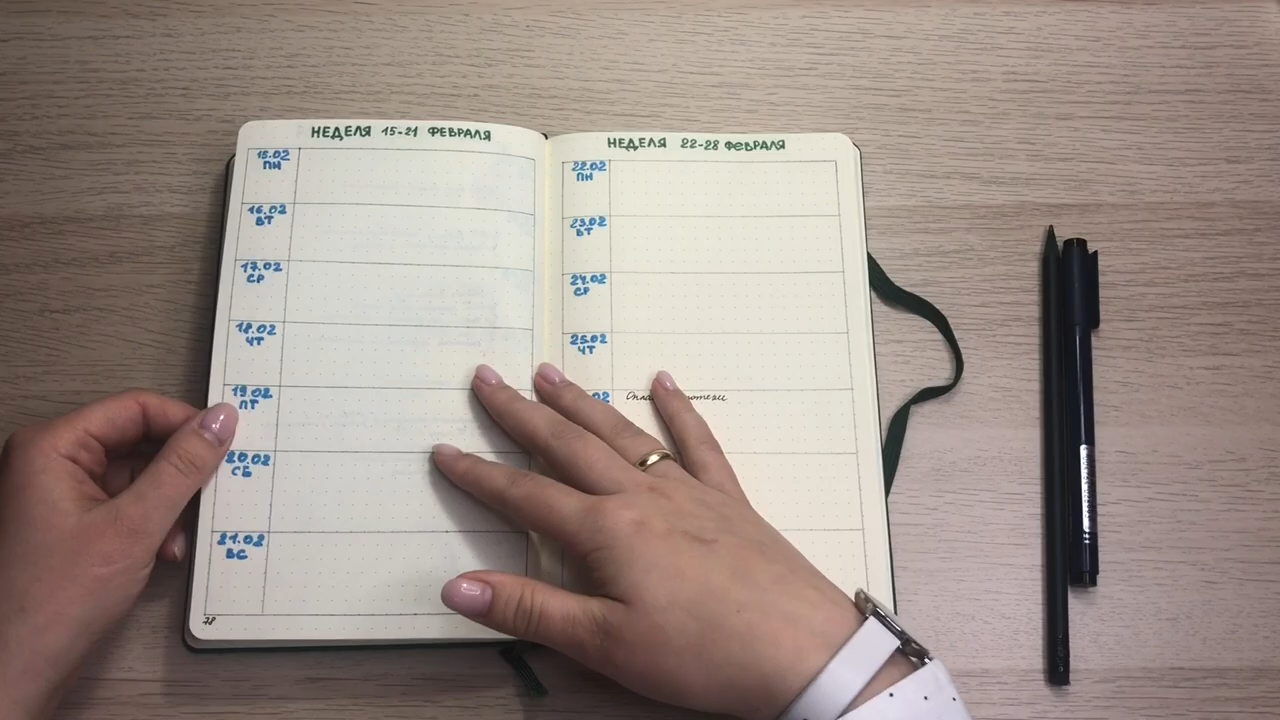 НЕДЕЛЯ 15-21 ФЕВРАЛЯ
15.02
ПН
16.02
ВТ
17.02
СР
18.02
ЧТ
19.02
ПТ
20.02
СБ
21.02
ВС
78
НЕДЕЛЯ 22-28 ФЕВРАЛЯ
22.02
ПН
23.02
ВТ
24.02
СР
25.02
ЧТ
02